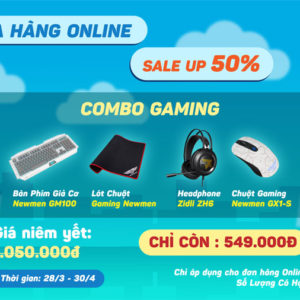 HÀNG ONLINE
SALE UP 50%
COMBO GAMING
Bàn Phím Giả Cơ
Newmen GM100
Lót Chuột
Gaming Newmen
Headphone
Zidli ZH6
Chuột Gaming
Newmen GX1-S
Giá niêm yết:
.050.000đ
CHỈ CÒN : 549.000Đ
Thời gian: 28/3 - 30/4
Chỉ áp dụng cho đơn hàng Onlin
Số Lượng Có H